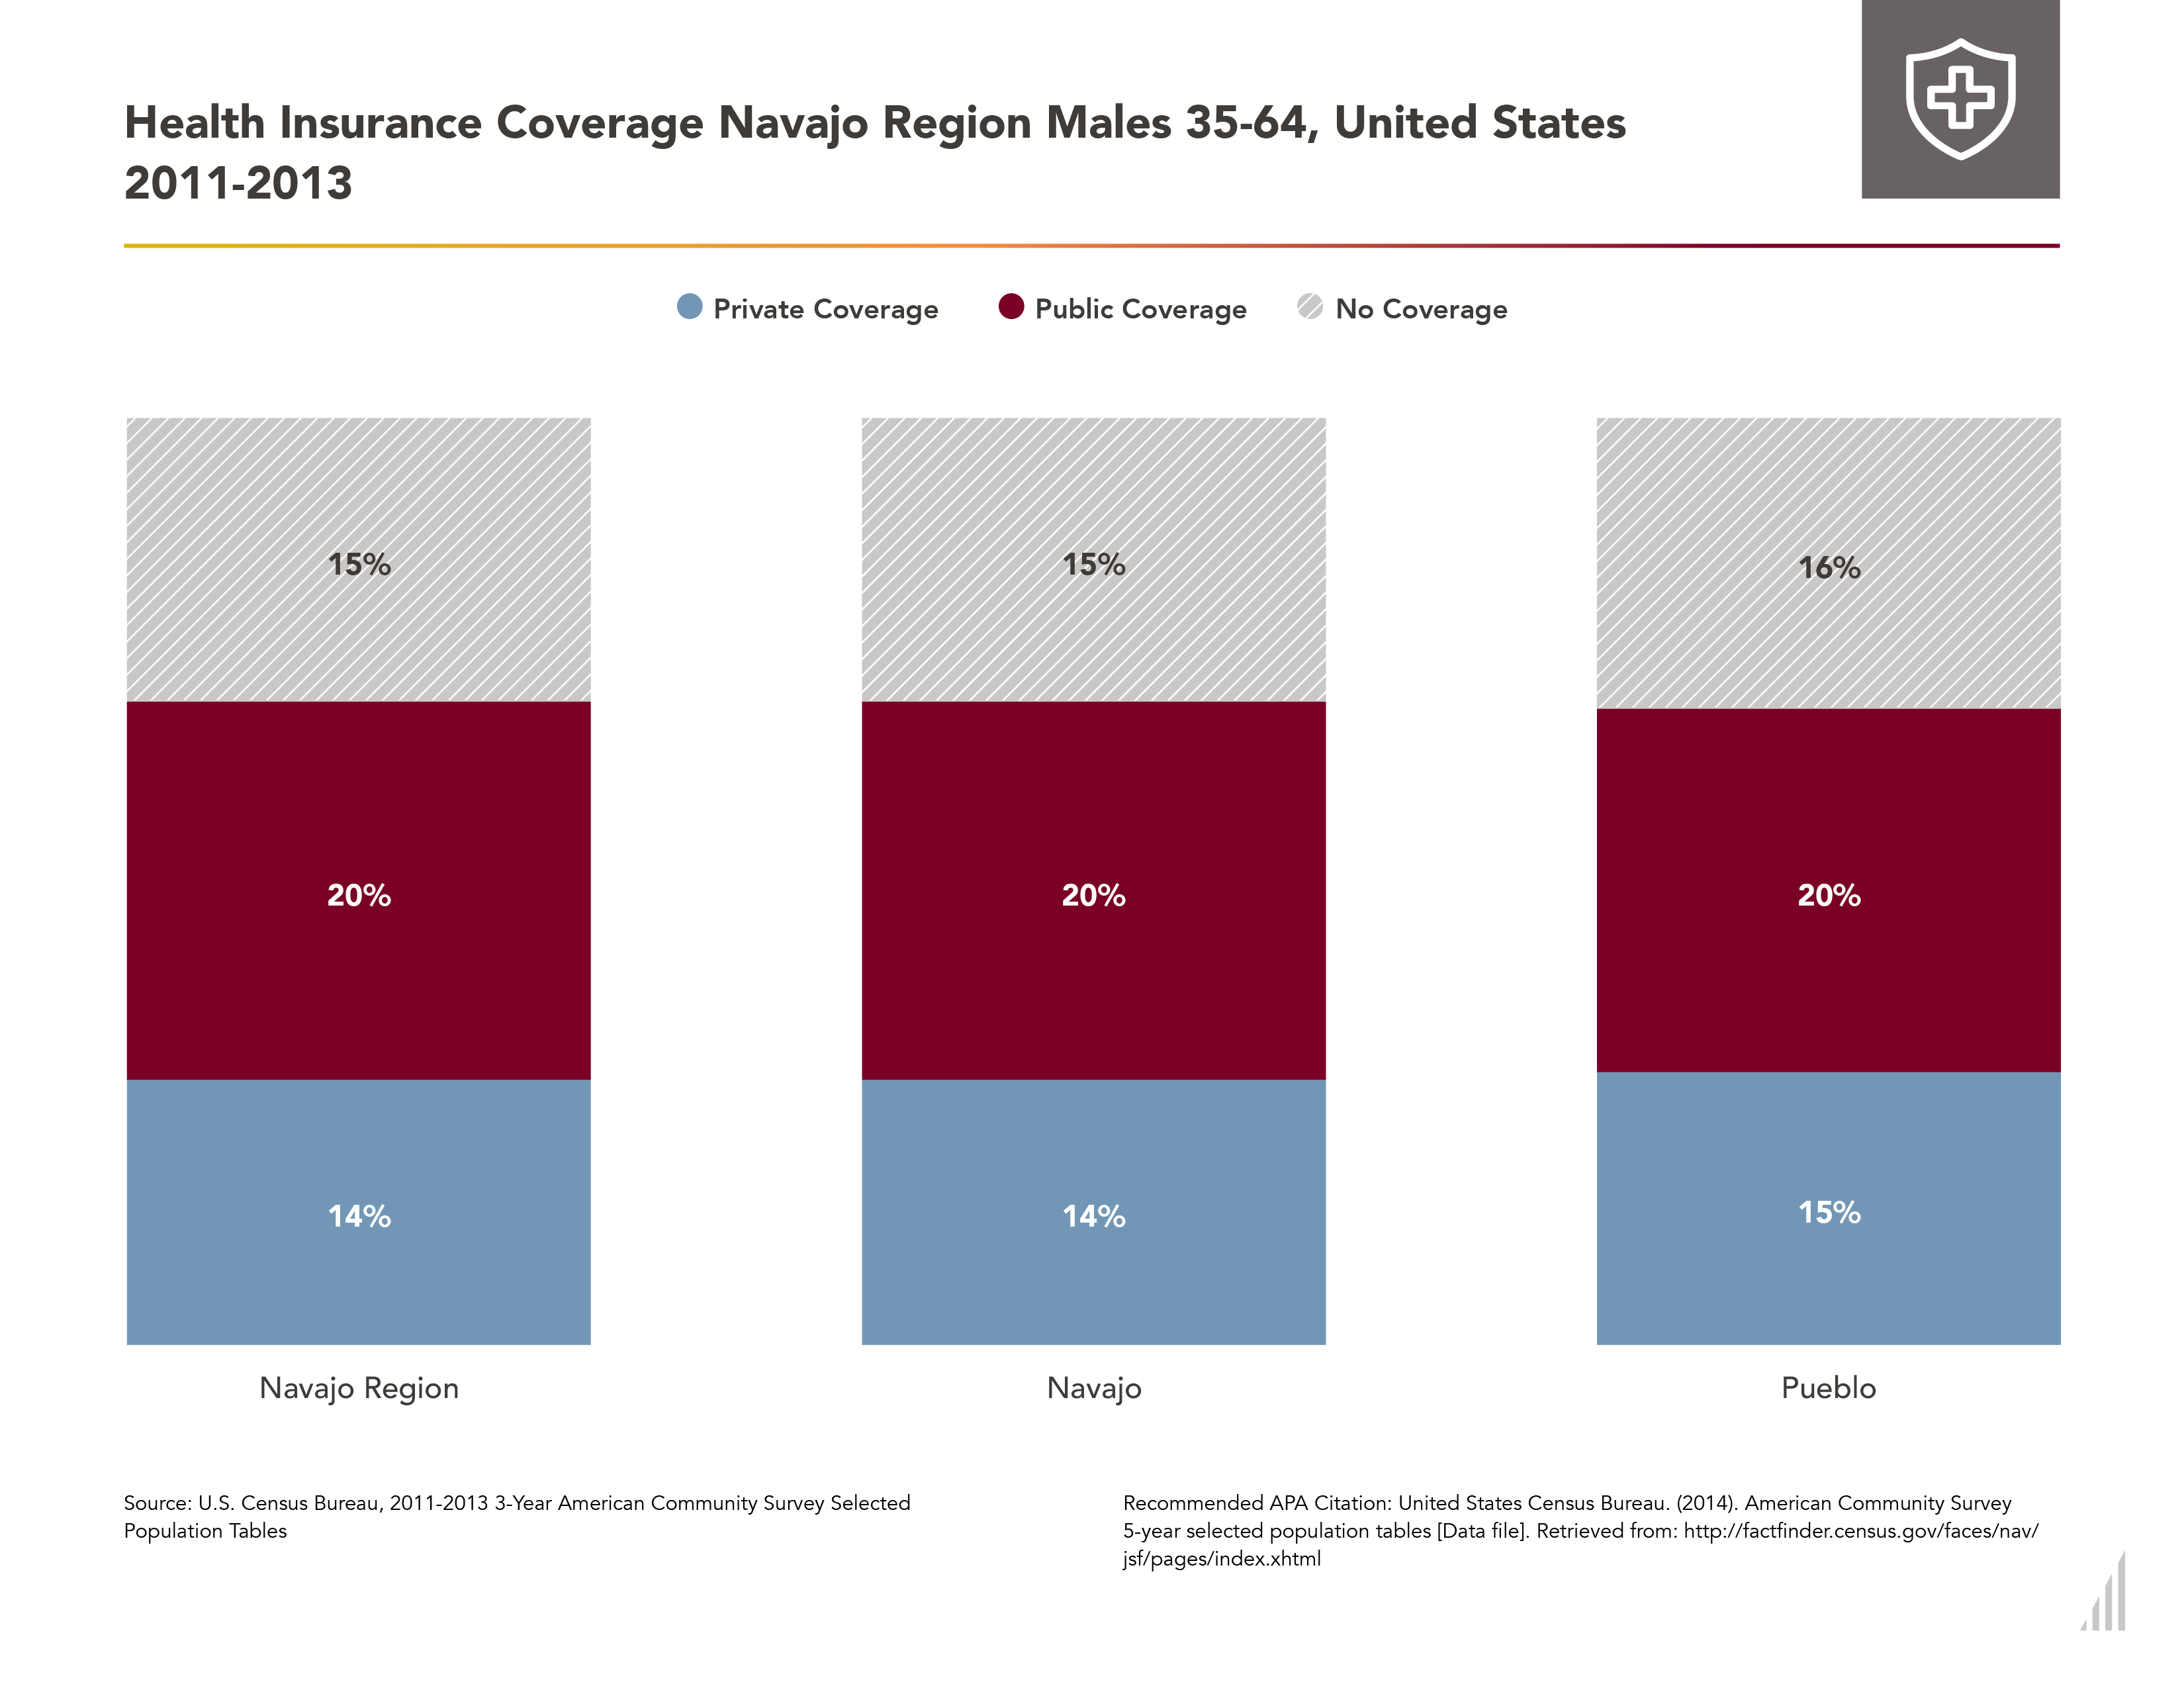 Health Insurance Coverage Navajo Region Males 35-64, United States
2011-2013
Private Coverage
Public Coverage
No Coverage
15%
15%
16%
20%
20%
20%
14%
14%
15%
Navajo Region
Navajo
Pueblo
Source: U.S. Census Bureau, 2011-2013 3-Year American Community Survey Selected
Population Tables
Recommended APA Citation: United States Census Bureau. (2014). American Community Survey
5-year selected population tables [Data file]. Retrieved from: http://factfinder.census.gov/faces/nav/
jsf/pages/index.xhtml